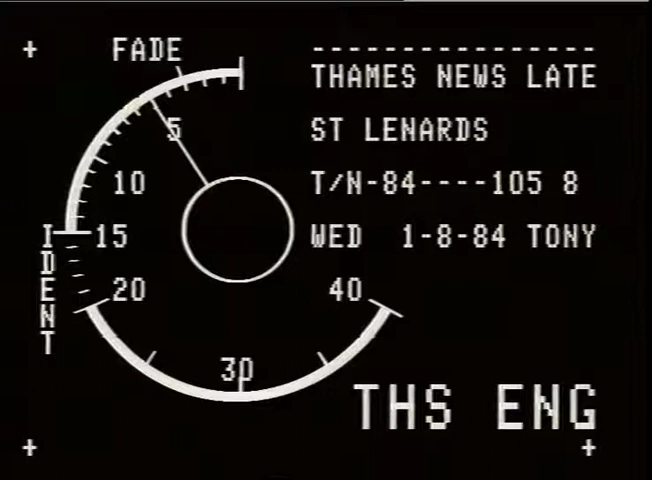 FADE
----------------
THAMES NEWS LATE
5
ST LENARDS
10
T/N-84----105 8
15
WED 1-8-84 TONY
IDENT
20
40
30
THS ENG